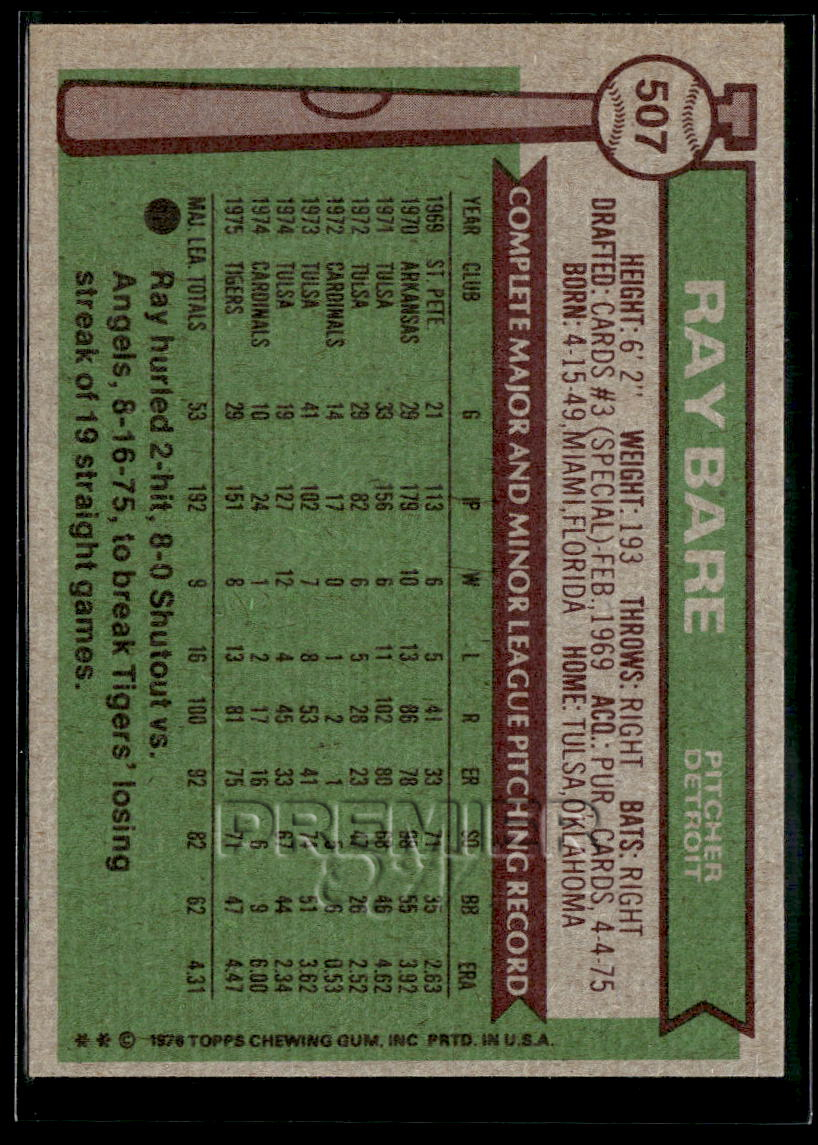 507
RAY BARE
PITCHER
DETROIT
HEIGHT: 6' 2" WEIGHT: 193 THROWS: RIGHT BATS: RIGHT
DRAFTED: CARDS #3 (SPECIAL)-FEB., 1969 ACQ.: PUR. CARDS, 4-4-75
BORN: 4-15-49, MIAMI, FLORIDA HOME: TULSA, OKLAHOMA
COMPLETE MAJOR AND MINOR LEAGUE PITCHING RECORD
YEAR CLUB G IP W L R ER SO BB ERA
1969 ST. PETE 21 113 6 5 41 33 71 35 2.63
1970 ARKANSAS 29 179 10 13 86 78 55 3.92
1971 TULSA 33 156 6 11 102 80 68 46 4.62
1972 TULSA 29 82 6 5 28 23 47 26 2.52
1972 CARDINALS 14 17 0 1 2 1 5 6 0.53
1973 TULSA 41 102 7 8 53 41 51 3.62
1974 TULSA 19 127 12 4 45 33 67 44 2.34
1974 CARDINALS 10 24 1 2 17 16 6 9 6.00
1975 TIGERS 29 151 8 13 81 75 71 47 4.47
MAJ. LEA. TOTALS 53 192 9 16 100 92 82 62 4.31
Ray hurled 2-hit, 8-0 Shutout vs.
Angels, 8-16-75, to break Tigers' losing
streak of 19 straight games.
** © 1976 TOPPS CHEWING GUM, INC PRTD. IN U.S.A.
PREMIER